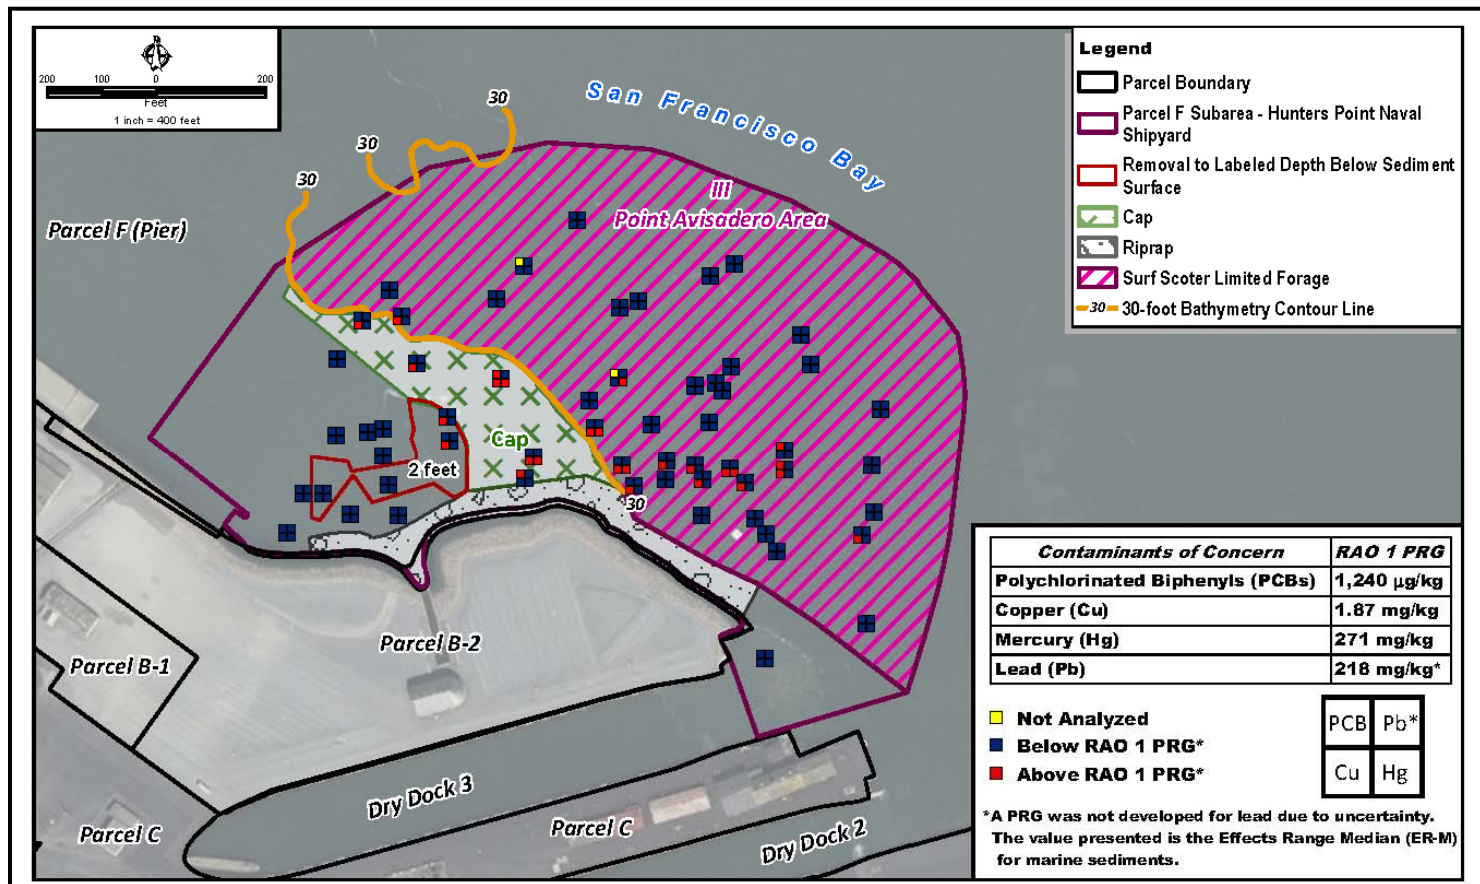 N
200 100 0 200
Feet
1 inch = 400 feet
San Francisco Bay
30
30
30
III
Point Avisadero Area
Parcel F (Pier)
Cap
2 feet
30
Parcel B-2
Parcel B-1
Parcel C
Dry Dock 3
Parcel C
Dry Dock 2
Legend
Parcel Boundary
Parcel F Subarea - Hunters Point Naval
Shipyard
Removal to Labeled Depth Below Sediment
Surface
Cap
Riprap
Surf Scoter Limited Forage
30 30-foot Bathymetry Contour Line
Contaminants of Concern RAO 1 PRG
Polychlorinated Biphenyls (PCBs) 1,240 µg/kg
Copper (Cu) 1.87 mg/kg
Mercury (Hg) 271 mg/kg
Lead (Pb) 218 mg/kg*
Not Analyzed
Below RAO 1 PRG*
Above RAO 1 PRG*
PCB Pb*
Cu Hg
*A PRG was not developed for lead due to uncertainty.
The value presented is the Effects Range Median (ER-M)
for marine sediments.